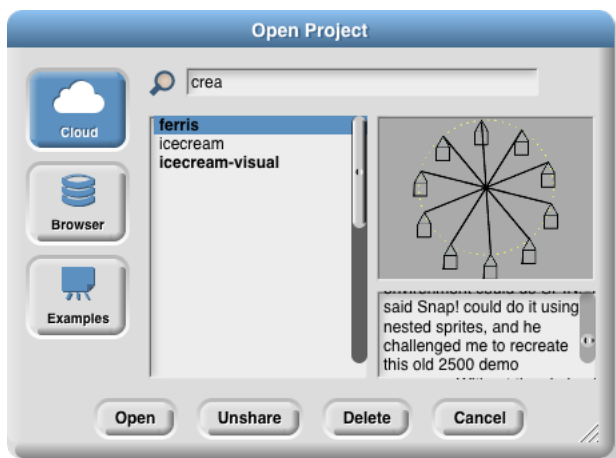 Open Project
Cloud
Browser
Examples
crea
ferris
icecream
icecream-visual
said Snap! could do it using
nested sprites, and he
challenged me to recreate
this old 2500 demo
Open
Unshare
Delete
Cancel